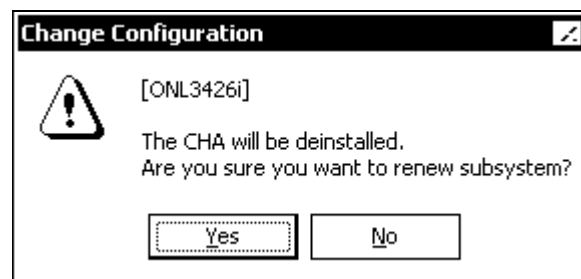 Change Configuration
[ONL3426i]
The CHA will be deinstalled.
Are you sure you want to renew subsystem?
Yes
No